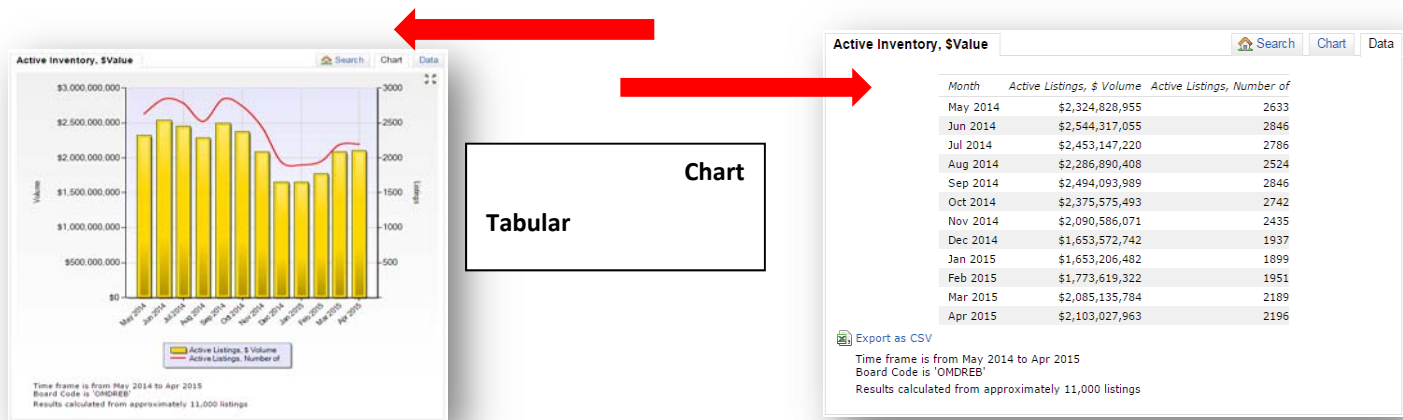 Active Inventory, $Value
Search Chart Data
$3,000,000,000 3000
$2,500,000,000 2500
$2,000,000,000 2000
$1,500,000,000 1500
$1,000,000,000 1000
$500,000,000 500
$0
Volume
Listings
May 2014 Jun 2014 Jul 2014 Aug 2014 Sep 2014 Oct 2014 Nov 2014 Dec 2014 Jan 2015 Feb 2015 Mar 2015 Apr 2015
Active Listings, $ Volume
Active Listings, Number of
Time frame is from May 2014 to Apr 2015
Board Code is 'OMDREB'
Results calculated from approximately 11,000 listings
Chart
Tabular
Active Inventory, $Value
Search Chart Data
Month Active Listings, $ Volume Active Listings, Number of
May 2014 $2,324,828,955 2633
Jun 2014 $2,544,317,055 2846
Jul 2014 $2,453,147,220 2786
Aug 2014 $2,286,890,408 2524
Sep 2014 $2,494,093,989 2846
Oct 2014 $2,375,575,493 2742
Nov 2014 $2,090,586,071 2435
Dec 2014 $1,653,572,742 1937
Jan 2015 $1,653,206,482 1899
Feb 2015 $1,773,619,322 1951
Mar 2015 $2,085,135,784 2189
Apr 2015 $2,103,027,963 2196
Export as CSV
Time frame is from May 2014 to Apr 2015
Board Code is 'OMDREB'
Results calculated from approximately 11,000 listings